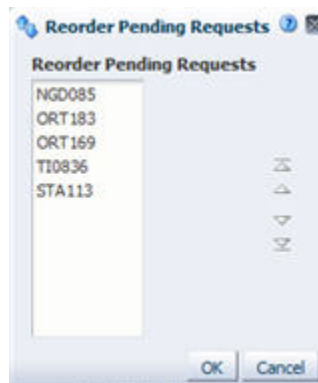 Reorder Pending Requests
Reorder Pending Requests
NGD085
ORT183
ORT169
TI0836
STA113
OK Cancel